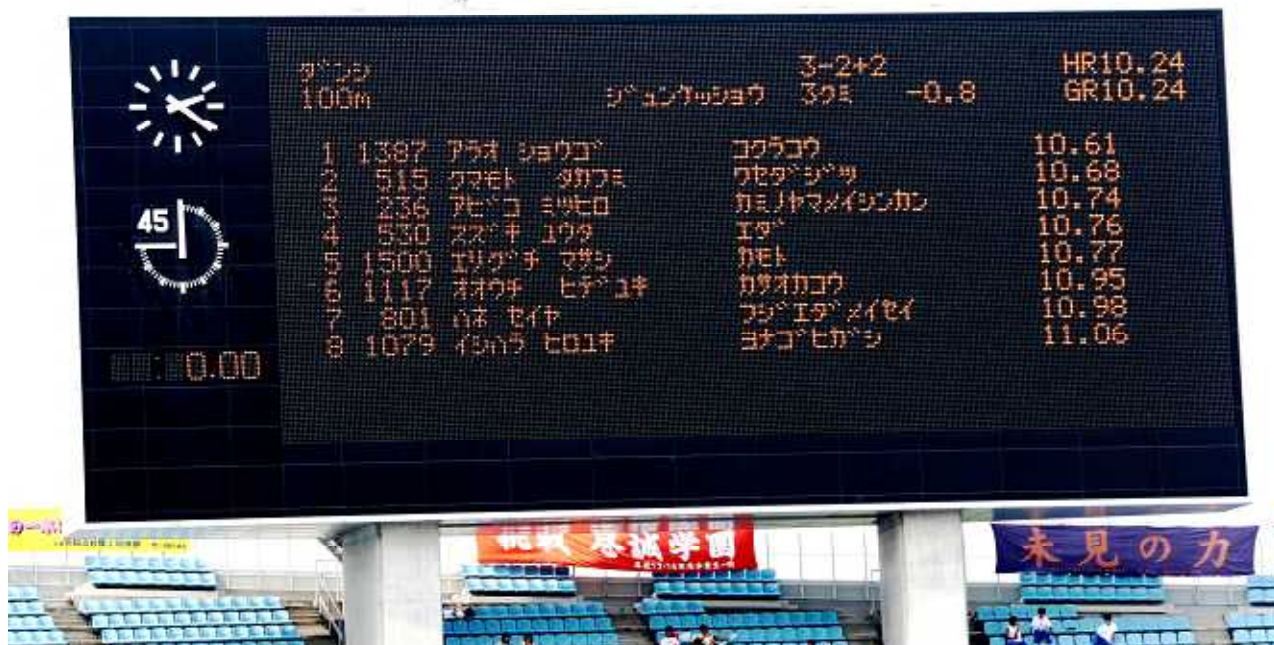 ダンシ 3-2+2 HR10.24
100m ジュンケッショウ 3クミ -0.8 GR10.24
1 1387 アラオ ショウゴ コクラコウ 10.61
2 515 クマモト タカフミ ワセダジツ 10.68
3 236 アビコ ミツヒロ カミノヤマメイシンカン 10.74
4 530 スズキ ユウタ エダ 10.76
5 1500 エリグチ マサシ カモト 10.77
6 1117 オオウチ ヒデユキ カサオカコウ 10.95
7 801 ハネ セイヤ フジエダメイセイ 10.98
8 1079 イシハラ ヒロユキ ヨナゴヒガシ 11.06
45
0.00
学園
未見の力